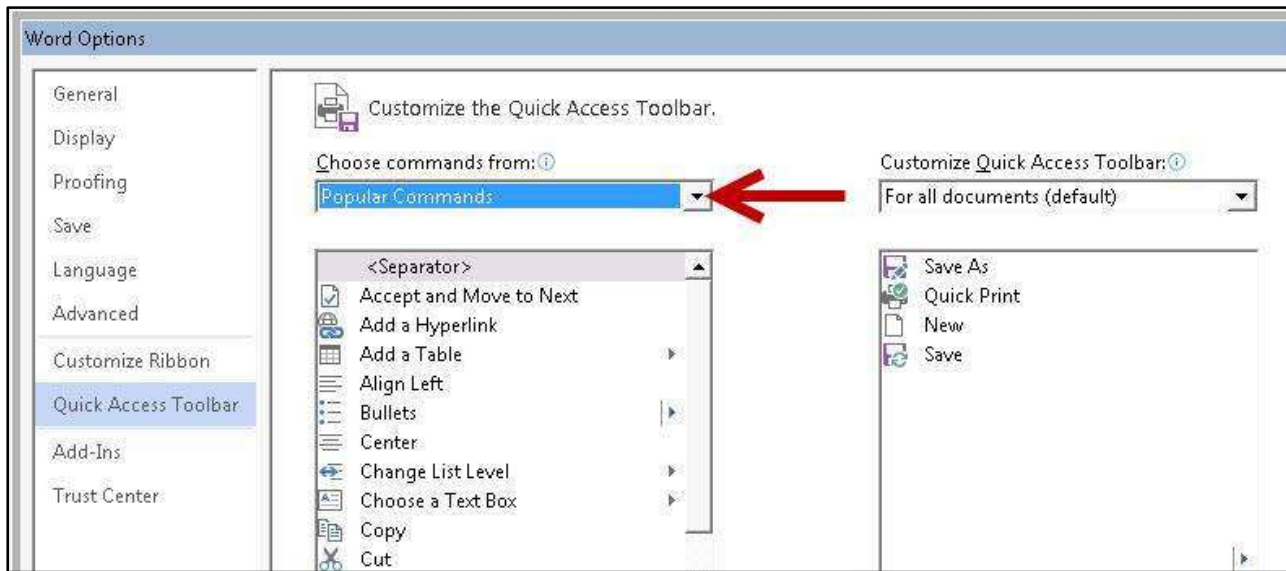 Word Options
General
Display
Proofing
Save
Language
Advanced
Customize Ribbon
Quick Access Toolbar
Add-Ins
Trust Center
Customize the Quick Access Toolbar.
Choose commands from:
Popular Commands
<Separator>
Accept and Move to Next
Add a Hyperlink
Add a Table
Align Left
Bullets
Center
Change List Level
Choose a Text Box
Copy
Cut
Customize Quick Access Toolbar:
For all documents (default)
Save As
Quick Print
New
Save